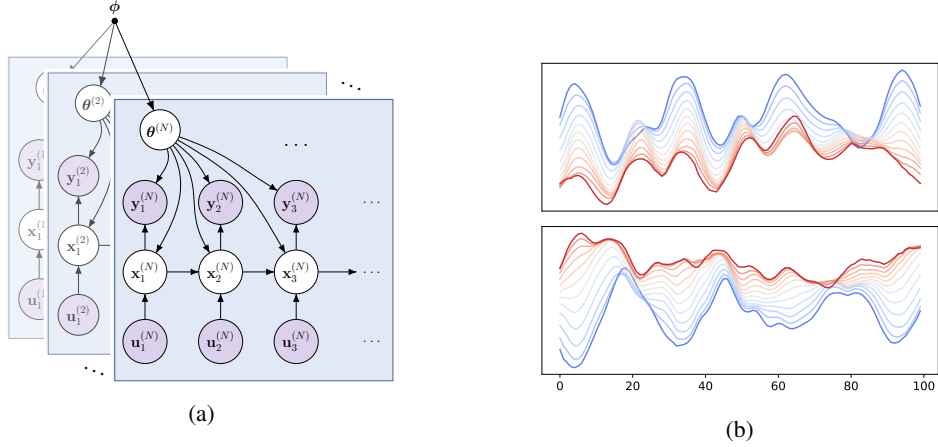 ϕ
θ^(2)
θ^(N)
y_1^(2)
x_1^(2)
u_1^(2)
y_1^(N) y_2^(N) y_3^(N) ...
x_1^(N) x_2^(N) x_3^(N) ...
u_1^(N) u_2^(N) u_3^(N) ...
(a)
0 20 40 60 80 100
(b)